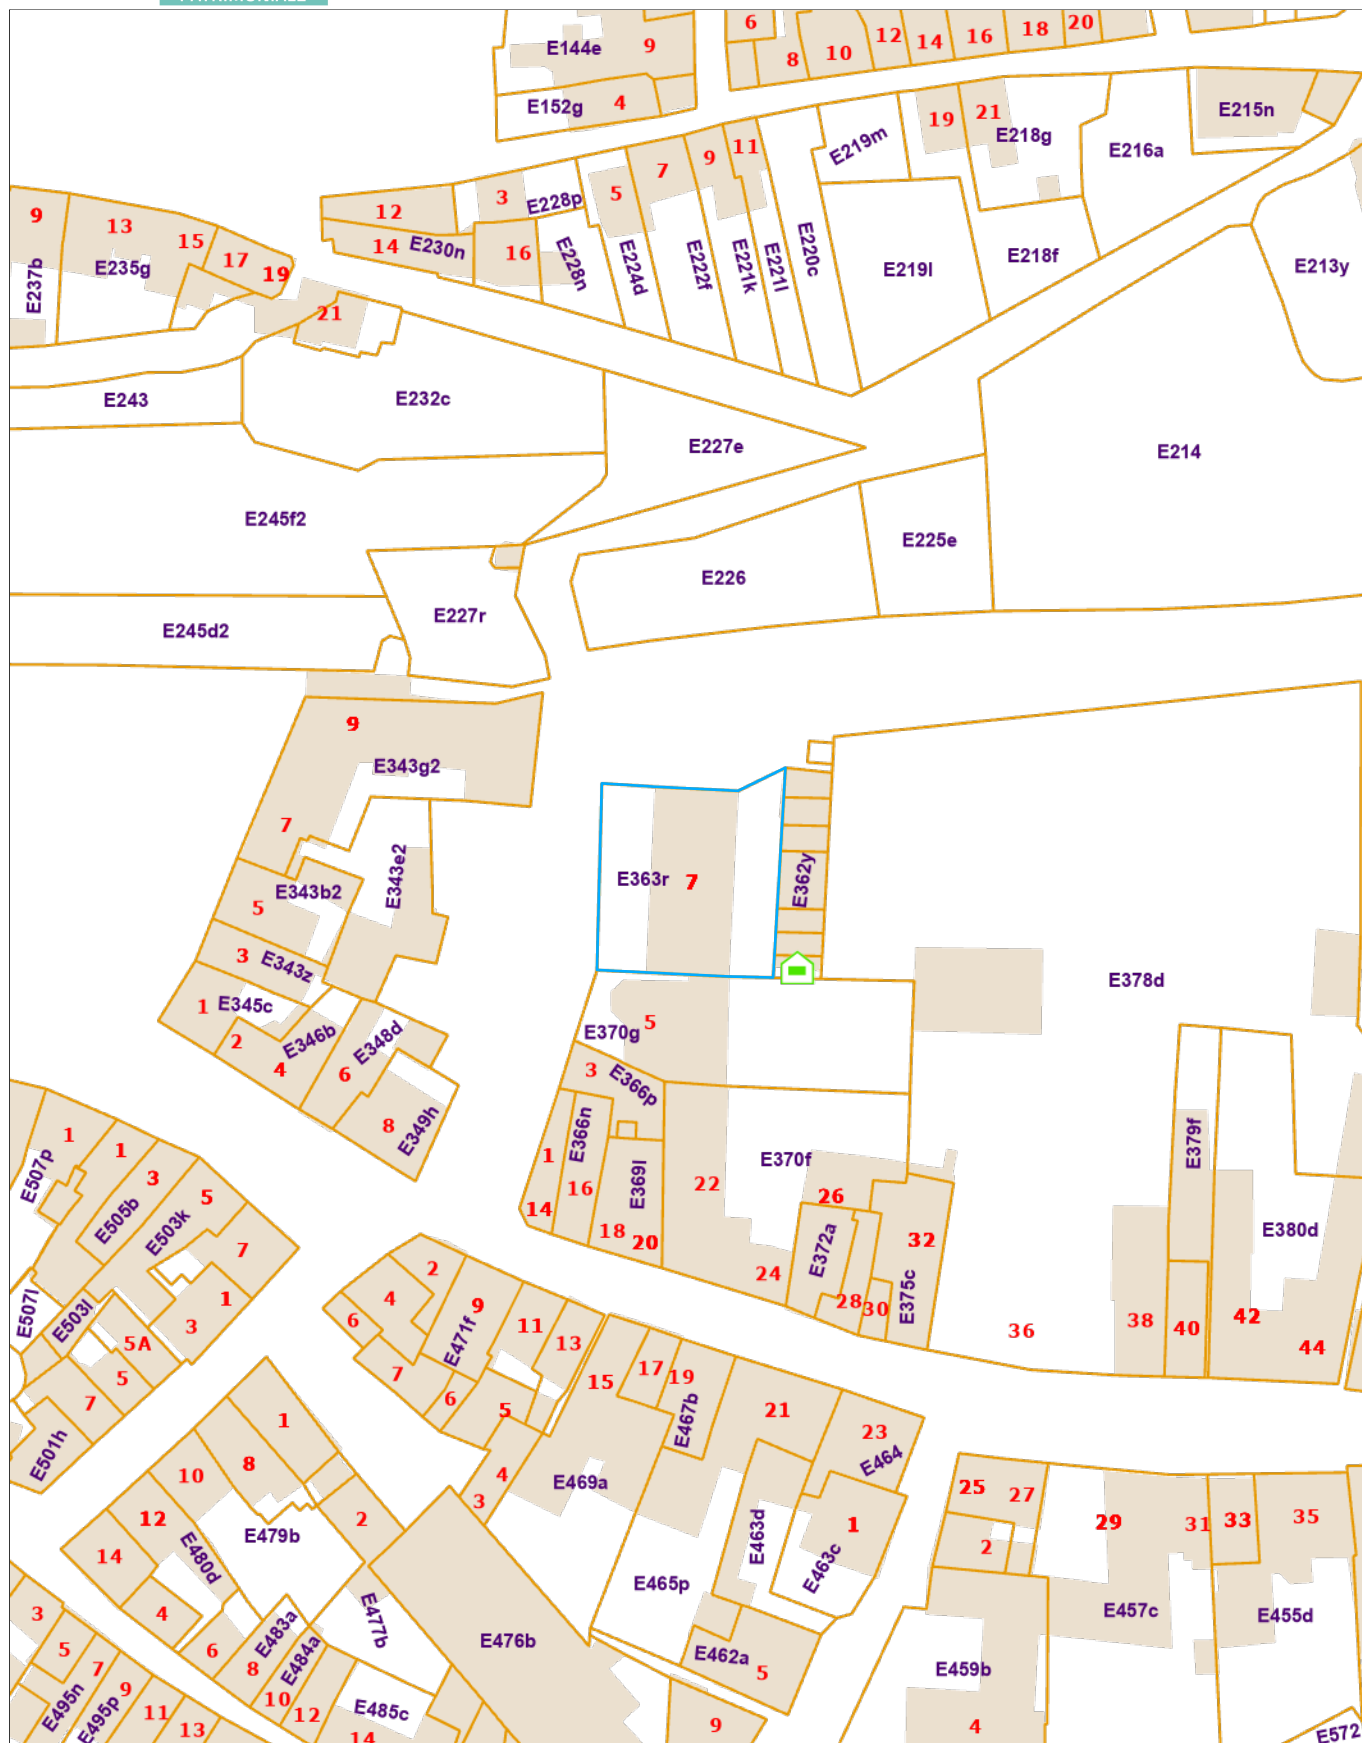 PATRIMONIALE
E144e
9
6
8
10
12
14
16
18
20
E152g
4
E215n
19
21
E218g
E216a
E219m
11
9
7
5
3
E228p
12
14
E230n
16
E228n
E224d
E222f
E221k
E221l
E220c
E219l
E218f
E213y
9
E237b
13
E235g
15
17
19
21
E243
E232c
E227e
E214
E245f2
E225e
E226
E245d2
E227r
9
E343g2
7
E343e2
E343b2
5
3
E343z
1
E345c
2
E346b
4
E348d
6
8
E349h
E363r
7
E362y
E378d
E370g
5
3
E366p
E366n
1
14
16
E369l
18
20
22
E370f
26
24
E372a
28
30
32
E375c
36
E379f
38
40
E380d
42
44
E507p
1
1
3
E505b
5
E503k
7
1
3
E507l
E503l
5A
5
7
E501h
2
4
6
7
9
E471f
11
13
6
5
4
3
15
17
19
E467b
21
23
E464
E469a
E463d
1
E463c
E465p
E462a
5
25
27
2
29
31
33
35
E457c
E455d
E459b
4
1
8
10
12
14
2
E479b
E480d
4
6
E483a
8
E484a
10
12
E477b
E476b
E485c
14
3
5
7
E495n
9
E495p
11
13
9
E572